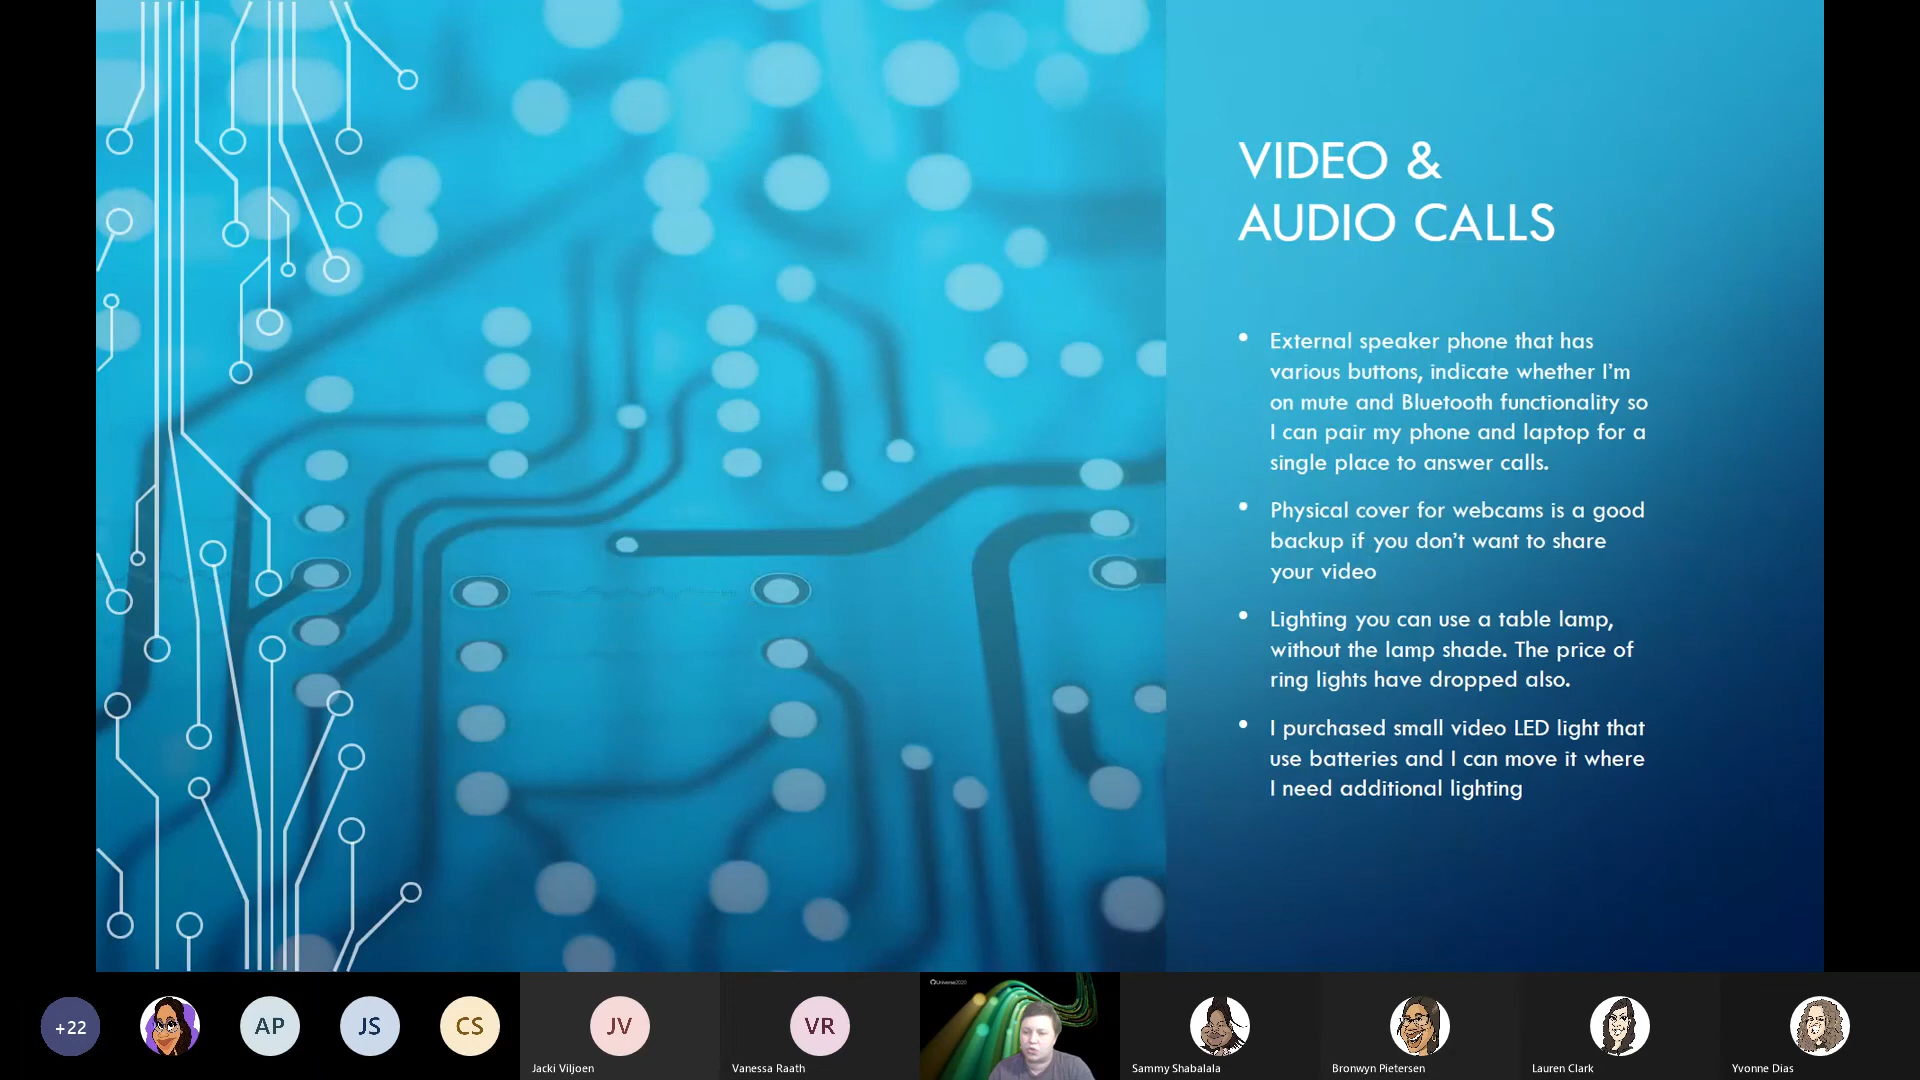 VIDEO &
AUDIO CALLS
• External speaker phone that has
various buttons, indicate whether I’m
on mute and Bluetooth functionality so
I can pair my phone and laptop for a
single place to answer calls.
• Physical cover for webcams is a good
backup if you don’t want to share
your video
• Lighting you can use a table lamp,
without the lamp shade. The price of
ring lights have dropped also.
• I purchased small video LED light that
use batteries and I can move it where
I need additional lighting
+22
AP
JS
CS
JV
Jacki Viljoen
VR
Vanessa Raath
Universe2020
Sammy Shabalala
Bronwyn Pietersen
Lauren Clark
Yvonne Dias